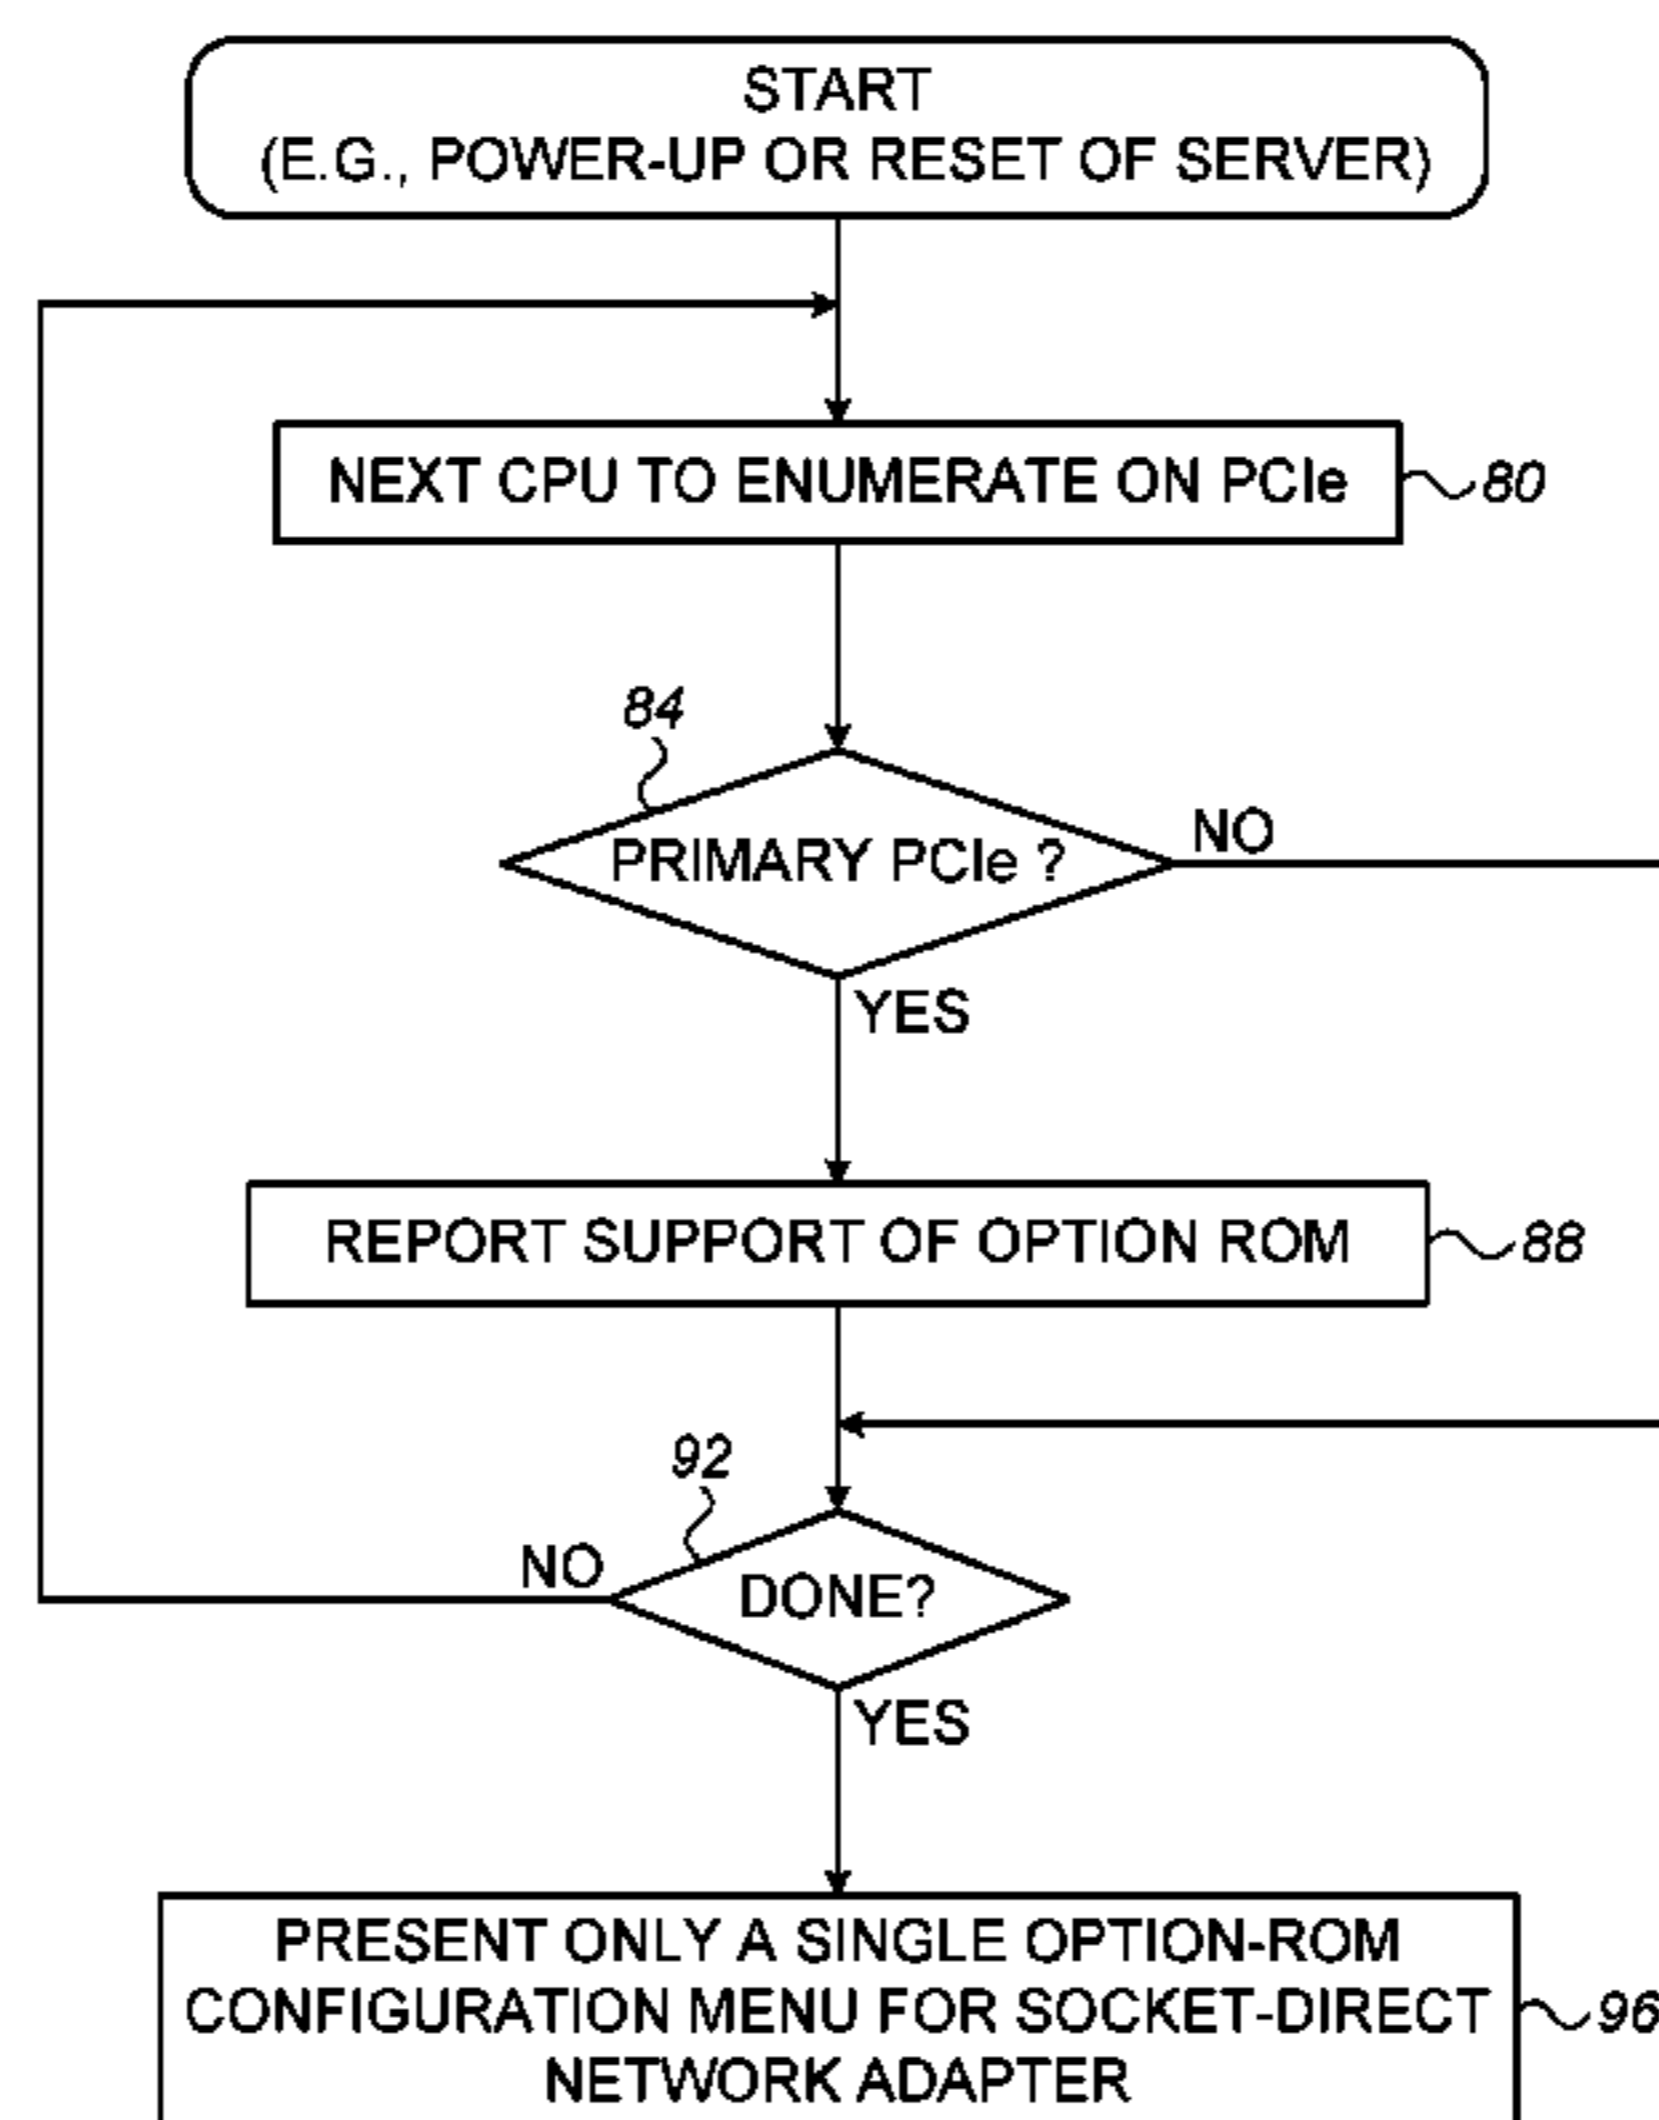 START
(E.G., POWER-UP OR RESET OF SERVER)
NEXT CPU TO ENUMERATE ON PCIe
80
84
PRIMARY PCIe ?
NO
YES
REPORT SUPPORT OF OPTION ROM
88
92
NO
DONE?
YES
PRESENT ONLY A SINGLE OPTION-ROM
CONFIGURATION MENU FOR SOCKET-DIRECT
NETWORK ADAPTER
96